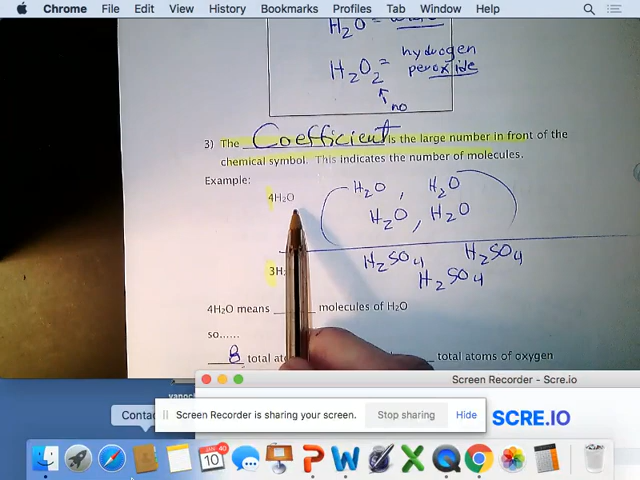 Chrome File Edit View History Bookmarks Profiles Tab Window Help
H2O =
H2O2 = hydrogen
peroxide
no
3) The Coefficient is the large number in front of the
chemical symbol. This indicates the number of molecules.
Example:
4H2O
H2O , H2O
H2O , H2O
3H2
H2SO4 H2SO4
H2SO4
4H2O means ____ molecules of H2O
so......
8 total
total atoms of oxygen
Screen Recorder - Scre.io
Screen Recorder is sharing your screen. Stop sharing Hide
SCRE.IO
10